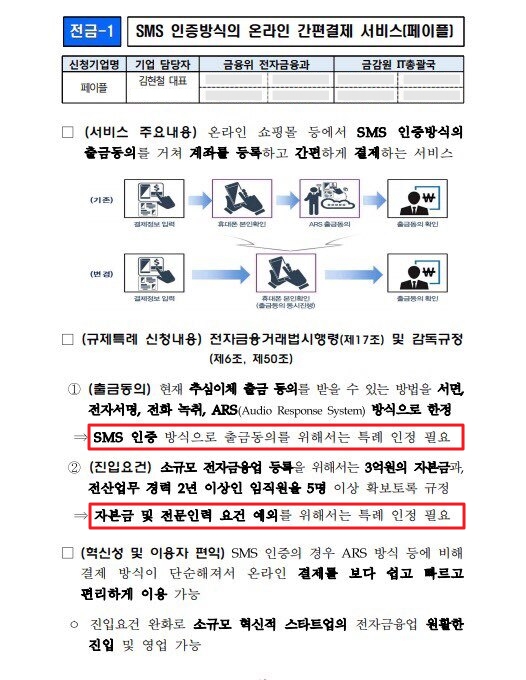 전금-1
SMS 인증방식의 온라인 간편결제 서비스(페이플)
신청기업명 기업 담당자 금융위 전자금융과 금감원 IT총괄국
페이플 김현철 대표
□ (서비스 주요내용) 온라인 쇼핑몰 등에서 SMS 인증방식의
출금동의를 거쳐 계좌를 등록하고 간편하게 결제하는 서비스
(기존)
결제정보 입력 휴대폰 본인확인 ARS 출금동의 출금동의 확인
(변경)
결제정보 입력 휴대폰 본인확인 출금동의 확인
(출금동의 동시진행)
□ (규제특례 신청내용) 전자금융거래법시행령(제17조) 및 감독규정
(제6조, 제50조)
① (출금동의) 현재 추심이체 출금 동의를 받을 수 있는 방법을 서면,
전자서명, 전화 녹취, ARS(Audio Response System) 방식으로 한정
⇒ SMS 인증 방식으로 출금동의를 위해서는 특례 인정 필요
② (진입요건) 소규모 전자금융업 등록을 위해서는 3억원의 자본금과,
전산업무 경력 2년 이상인 임직원을 5명 이상 확보토록 규정
⇒ 자본금 및 전문인력 요건 예외를 위해서는 특례 인정 필요
□ (혁신성 및 이용자 편익) SMS 인증의 경우 ARS 방식 등에 비해
결제 방식이 단순해져서 온라인 결제를 보다 쉽고 빠르고
편리하게 이용 가능
○ 진입요건 완화로 소규모 혁신적 스타트업의 전자금융업 원활한
진입 및 영업 가능